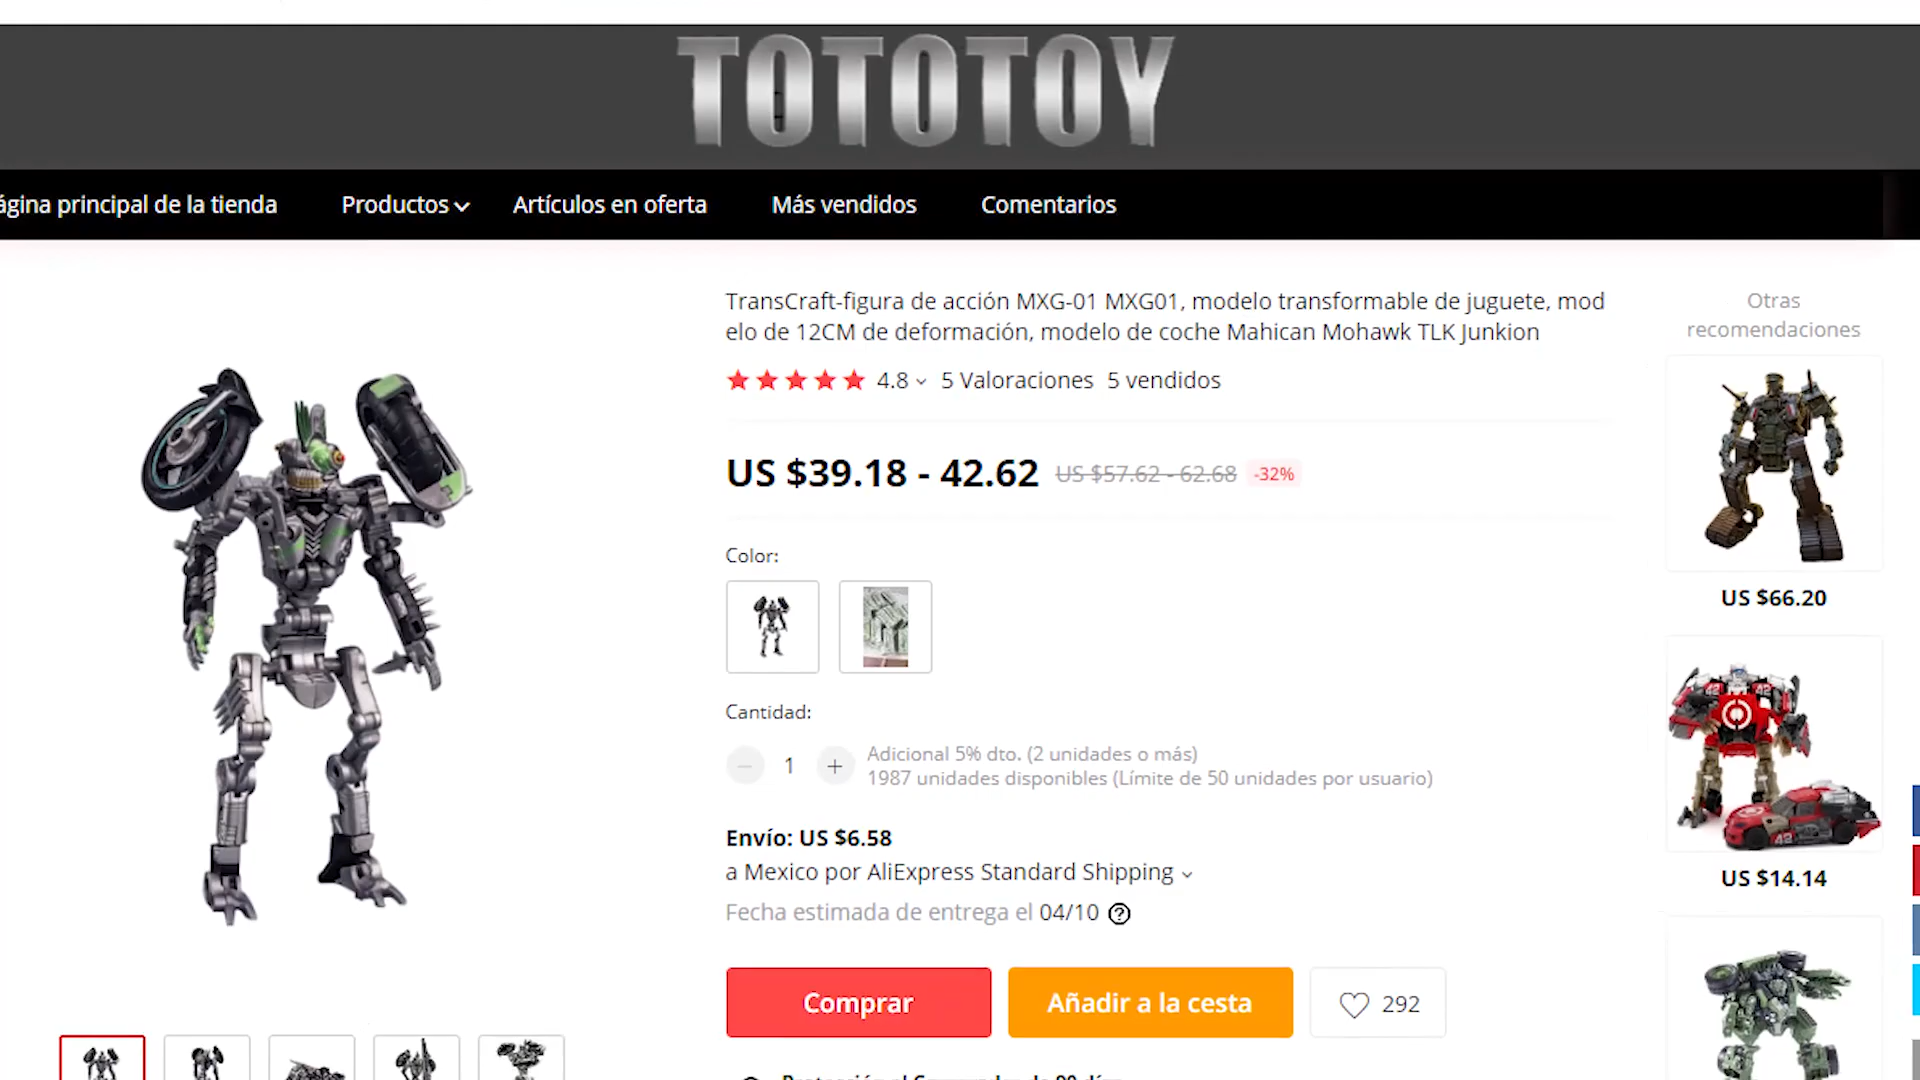 TOTOTOY
ágina principal de la tienda
Productos
Artículos en oferta
Más vendidos
Comentarios
TransCraft-figura de acción MXG-01 MXG01, modelo transformable de juguete, mod
elo de 12CM de deformación, modelo de coche Mahican Mohawk TLK Junkion
4.8 5 Valoraciones 5 vendidos
US $39.18 - 42.62 US $57.62 - 62.68 -32%
Color:
Cantidad:
1
Adicional 5% dto. (2 unidades o más)
1987 unidades disponibles (Límite de 50 unidades por usuario)
Envío: US $6.58
a Mexico por AliExpress Standard Shipping
Fecha estimada de entrega el 04/10
Comprar
Añadir a la cesta
292
Otras
recomendaciones
US $66.20
42
42
42
US $14.14